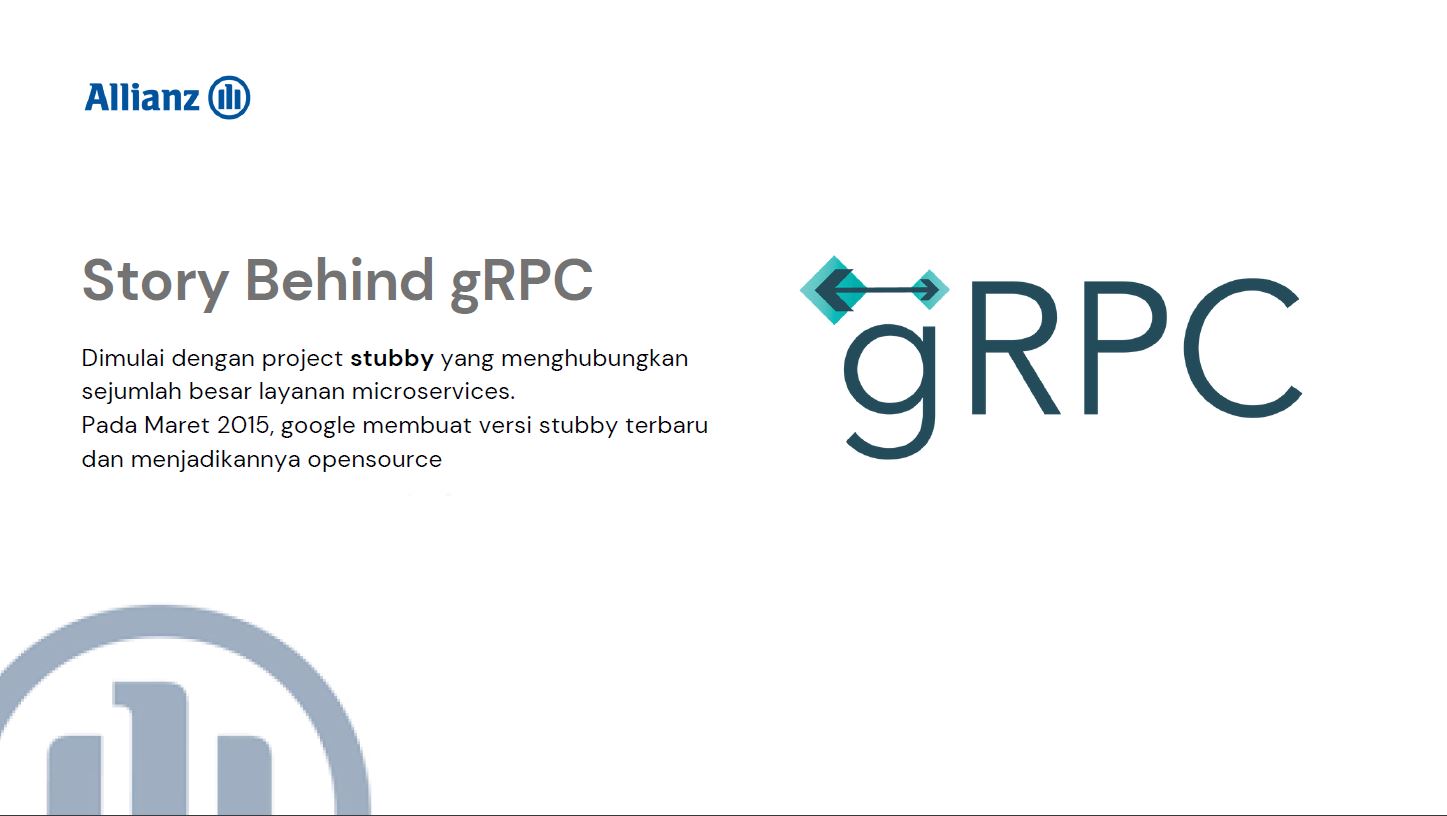 Allianz
Story Behind gRPC
Dimulai dengan project stubby yang menghubungkan
sejumlah besar layanan microservices.
Pada Maret 2015, google membuat versi stubby terbaru
dan menjadikannya opensource
gRPC